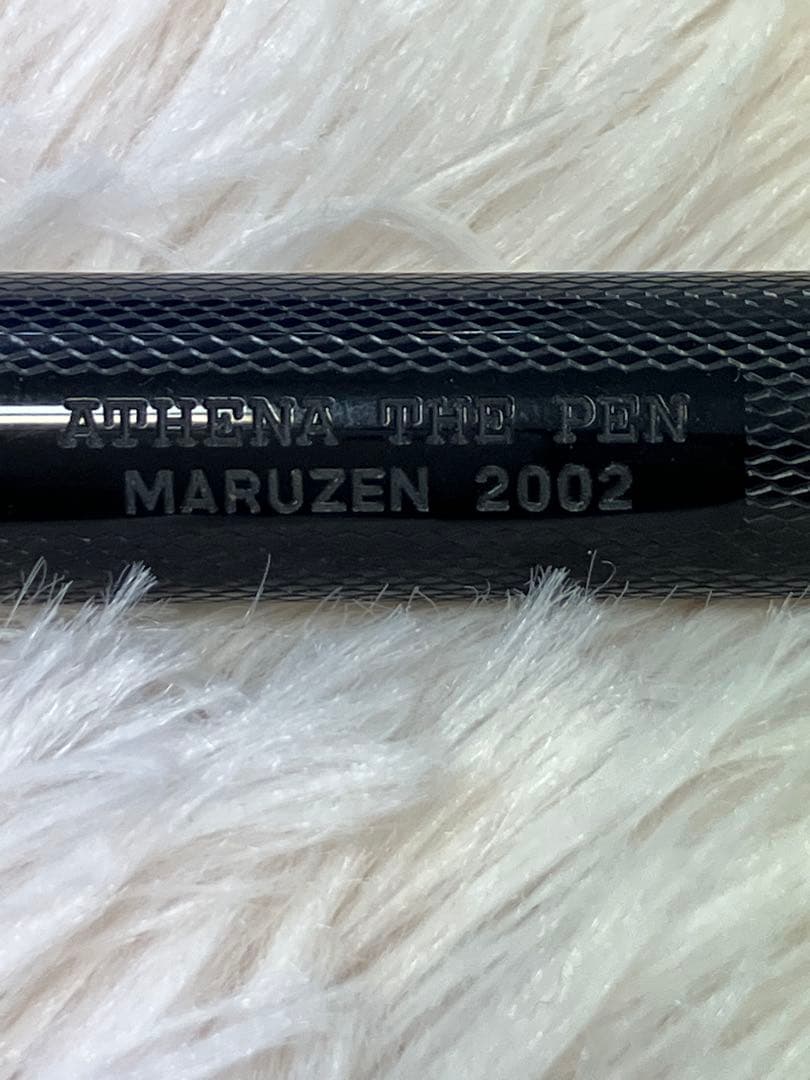 ATHENA THE PEN
MARUZEN 2002